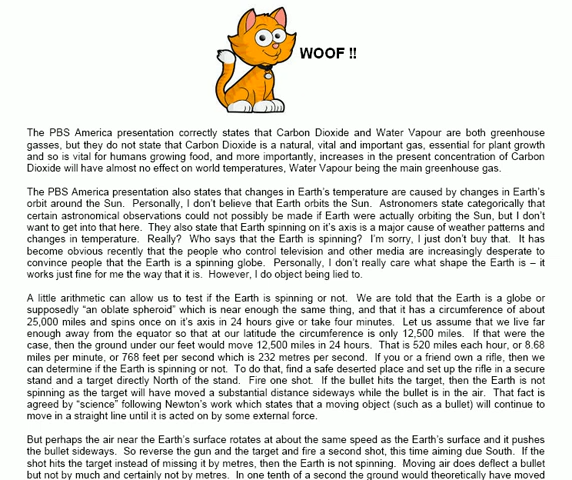 WOOF !!
The PBS America presentation correctly states that Carbon Dioxide and Water Vapour are both greenhouse
gasses, but they do not state that Carbon Dioxide is a natural, vital and important gas, essential for plant growth
and so is vital for humans growing food, and more importantly, increases in the present concentration of Carbon
Dioxide will have almost no effect on world temperatures, Water Vapour being the main greenhouse gas.
The PBS America presentation also states that changes in Earth's temperature are caused by changes in Earth's
orbit around the Sun. Personally, I don't believe that Earth orbits the Sun. Astronomers state categorically that
certain astronomical observations could not possibly be made if Earth were actually orbiting the Sun, but I don't
want to get into that here. They also state that Earth spinning on it's axis is a major cause of weather patterns and
changes in temperature. Really? Who says that the Earth is spinning? I'm sorry, I just don't buy that. It has
become obvious recently that the people who control television and other media are increasingly desperate to
convince people that the Earth is a spinning globe. Personally, I don't really care what shape the Earth is – it
works just fine for me the way that it is. However, I do object being lied to.
A little arithmetic can allow us to test if the Earth is spinning or not. We are told that the Earth is a globe or
supposedly "an oblate spheroid" which is near enough the same thing, and that it has a circumference of about
25,000 miles and spins once on it's axis in 24 hours give or take four minutes. Let us assume that we live far
enough away from the equator so that at our latitude the circumference is only 12,500 miles. If that were the
case, then the ground under our feet would move 12,500 miles in 24 hours. That is 520 miles each hour, or 8.68
miles per minute, or 768 feet per second which is 232 metres per second. If you or a friend own a rifle, then we
can determine if the Earth is spinning or not. To do that, find a safe deserted place and set up the rifle in a secure
stand and a target directly North of the stand. Fire one shot. If the bullet hits the target, then the Earth is not
spinning as the target will have moved a substantial distance sideways while the bullet is in the air. That fact is
agreed by "science" following Newton's work which states that a moving object (such as a bullet) will continue to
move in a straight line until it is acted on by some external force.
But perhaps the air near the Earth's surface rotates at about the same speed as the Earth's surface and it pushes
the bullet sideways. So reverse the gun and the target and fire a second shot, this time aiming due South. If the
shot hits the target instead of missing it by metres, then the Earth is not spinning. Moving air does deflect a bullet
but not by much and certainly not by metres. In one tenth of a second the ground would theoretically have moved